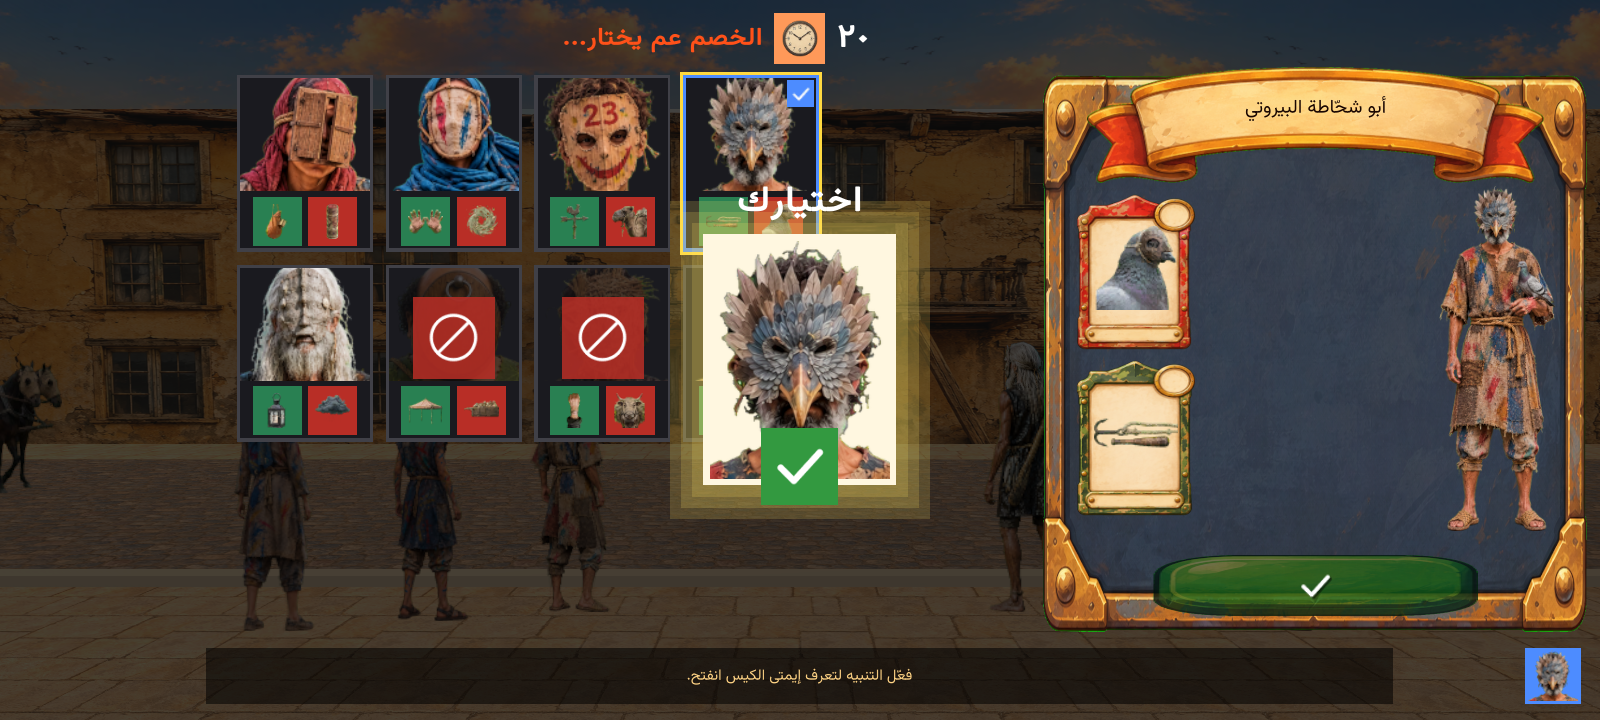 الخصم عم يختار...
٢٠
أبو شحّاطة البيروتي
23
اختيارك
فعّل التنبيه لتعرف إيمتى الكيس انفتح.